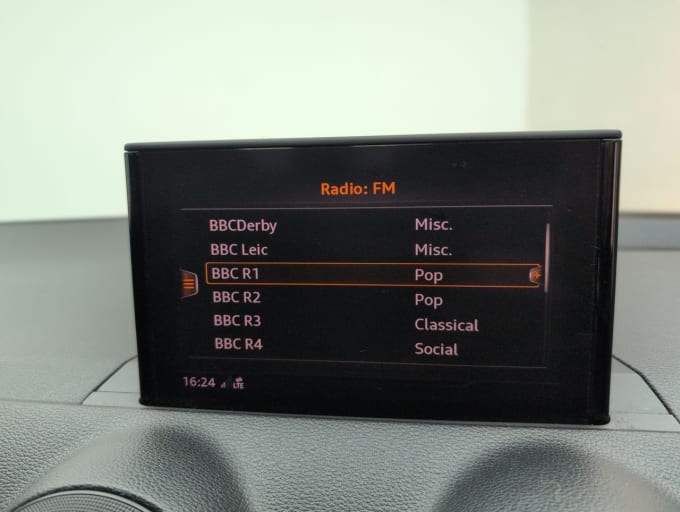 Radio: FM
BBCDerby Misc.
BBC Leic Misc.
BBC R1 Pop
BBC R2 Pop
BBC R3 Classical
BBC R4 Social
16:24 LTE